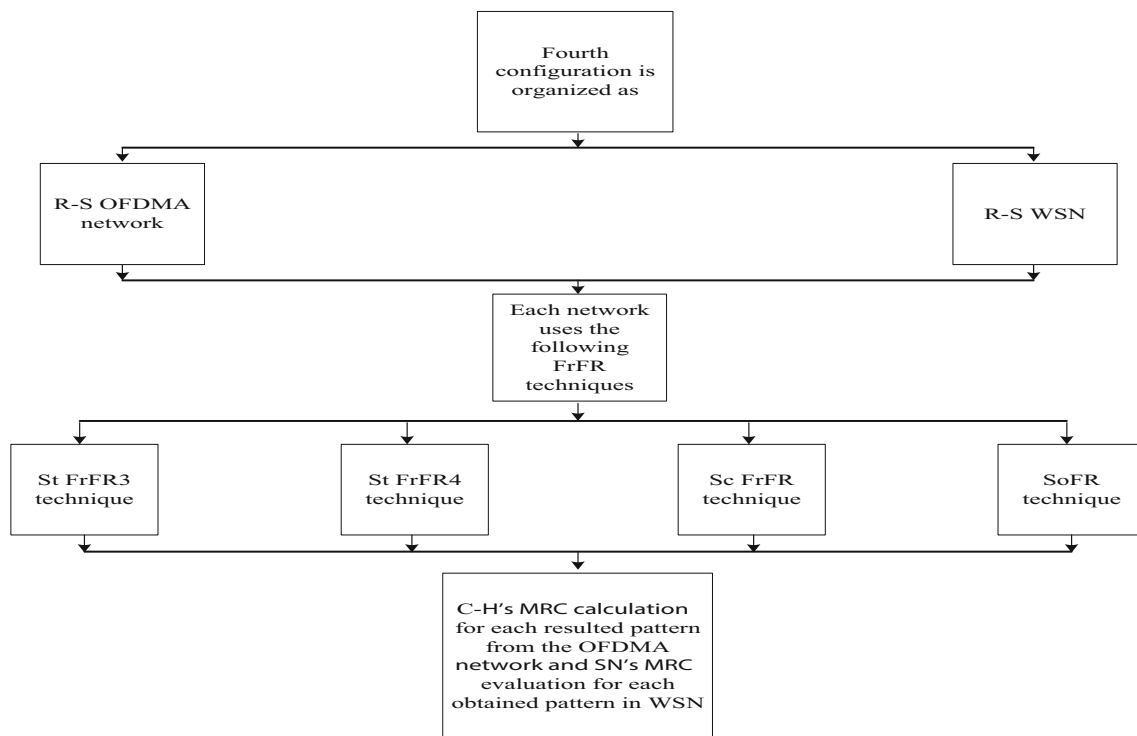 Fourth
configuration is
organized as
R-S OFDMA
network
R-S WSN
Each network
uses the
following
FrFR
techniques
St FrFR3
technique
St FrFR4
technique
Sc FrFR
technique
SoFR
technique
C-H's MRC calculation
for each resulted pattern
from the OFDMA
network and SN's MRC
evaluation for each
obtained pattern in WSN